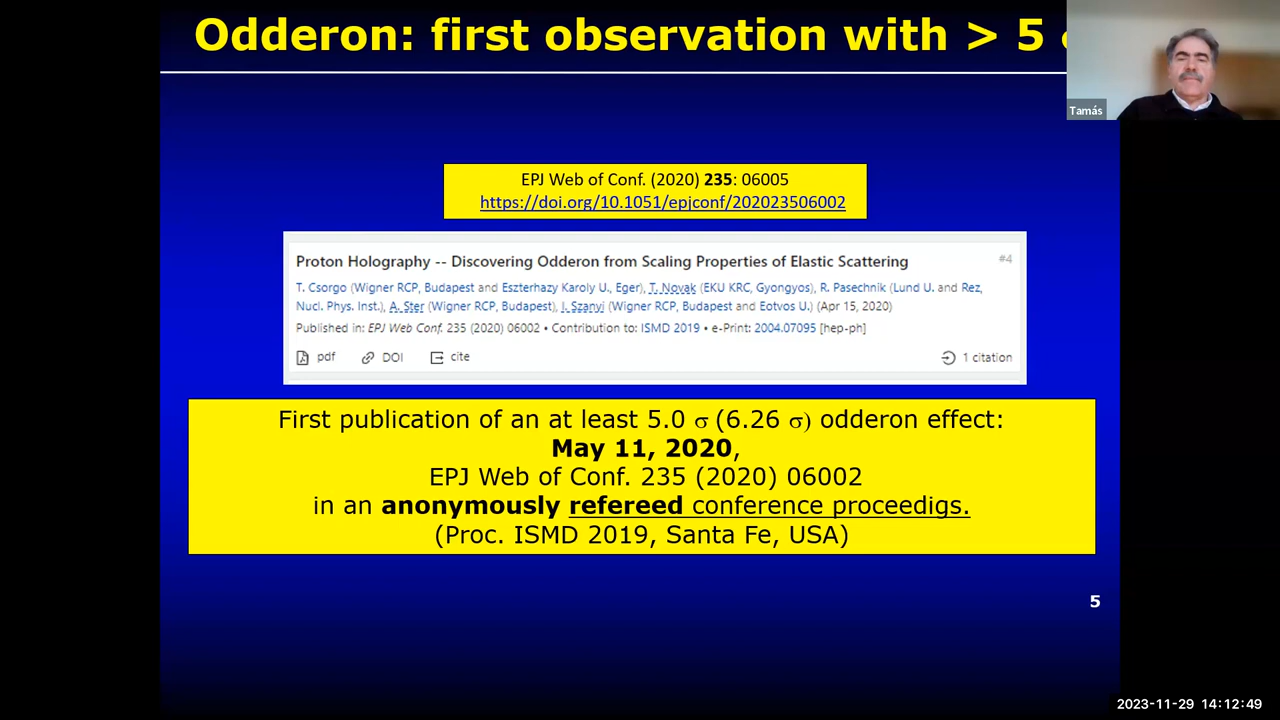 Odderon: first observation with > 5
Tamás
EPJ Web of Conf. (2020) 235: 06005
https://doi.org/10.1051/epjconf/202023506002
Proton Holography -- Discovering Odderon from Scaling Properties of Elastic Scattering
#4
T. Csorgo (Wigner RCP, Budapest and Eszterhazy Karoly U., Eger), T. Novak (EKU KRC, Gyongyos), R. Pasechnik (Lund U. and Rez,
Nucl. Phys. Inst.), A. Ster (Wigner RCP, Budapest), I. Szanyi (Wigner RCP, Budapest and Eotvos U.) (Apr 15, 2020)
Published in: EPJ Web Conf. 235 (2020) 06002 • Contribution to: ISMD 2019 • e-Print: 2004.07095 [hep-ph]
pdf DOI cite 1 citation
First publication of an at least 5.0 σ (6.26 σ) odderon effect:
May 11, 2020,
EPJ Web of Conf. 235 (2020) 06002
in an anonymously refereed conference proceedigs.
(Proc. ISMD 2019, Santa Fe, USA)
5
2023-11-29 14:12:49